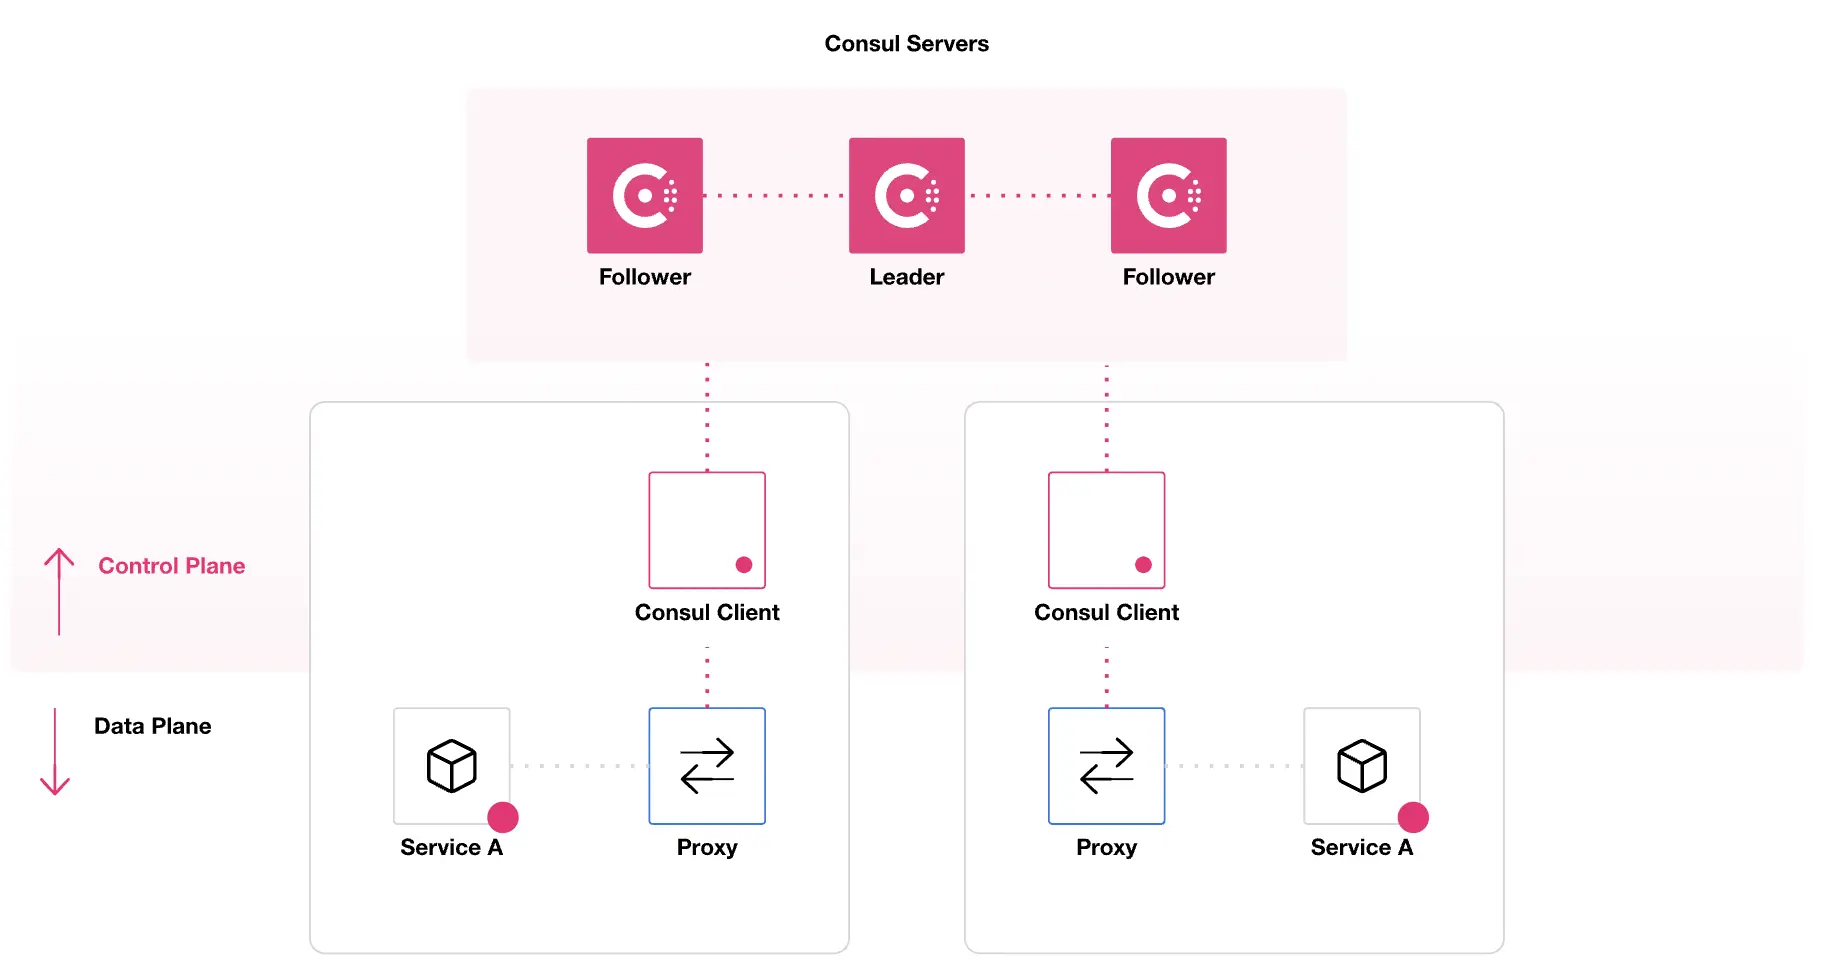 Consul Servers
Follower
Leader
Follower
Control Plane
Consul Client
Consul Client
Data Plane
Service A
Proxy
Proxy
Service A